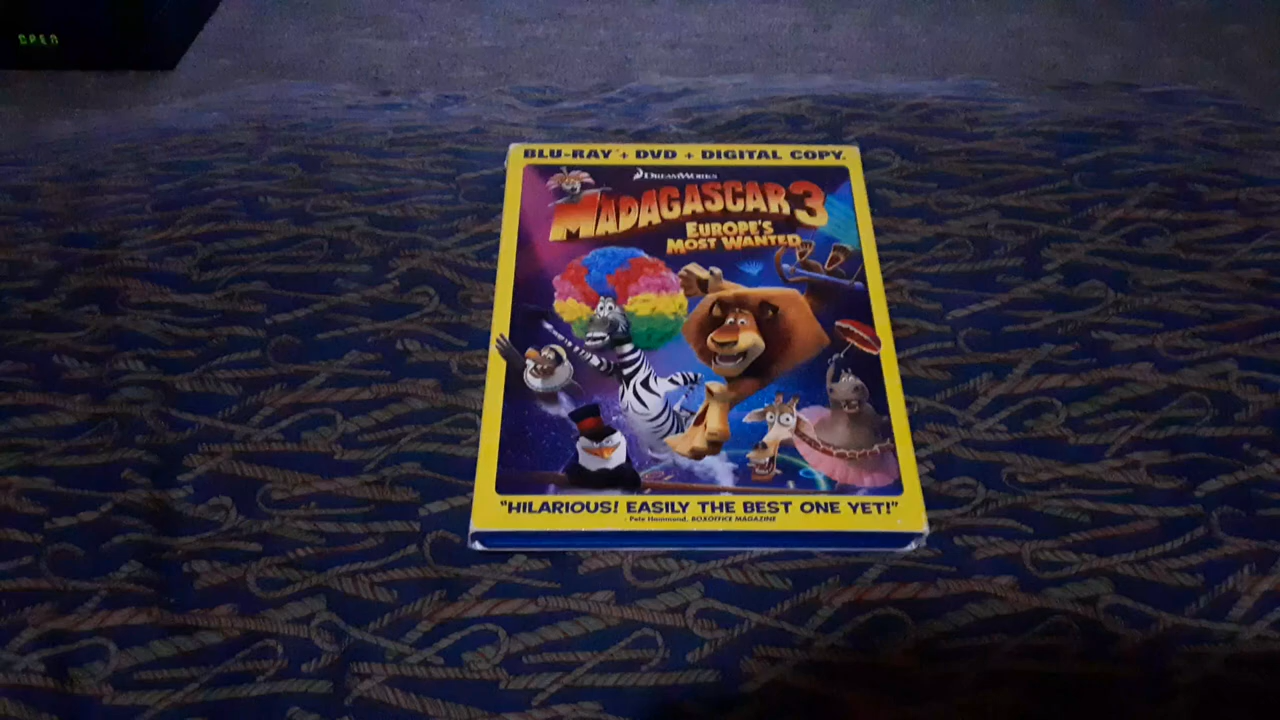 OPEN
BLU-RAY + DVD + DIGITAL COPY
DREAMWORKS
MADAGASCAR 3
EUROPE'S
MOST WANTED
"HILARIOUS! EASILY THE BEST ONE YET!"
- Pete Hammond, BOXOFFICE MAGAZINE